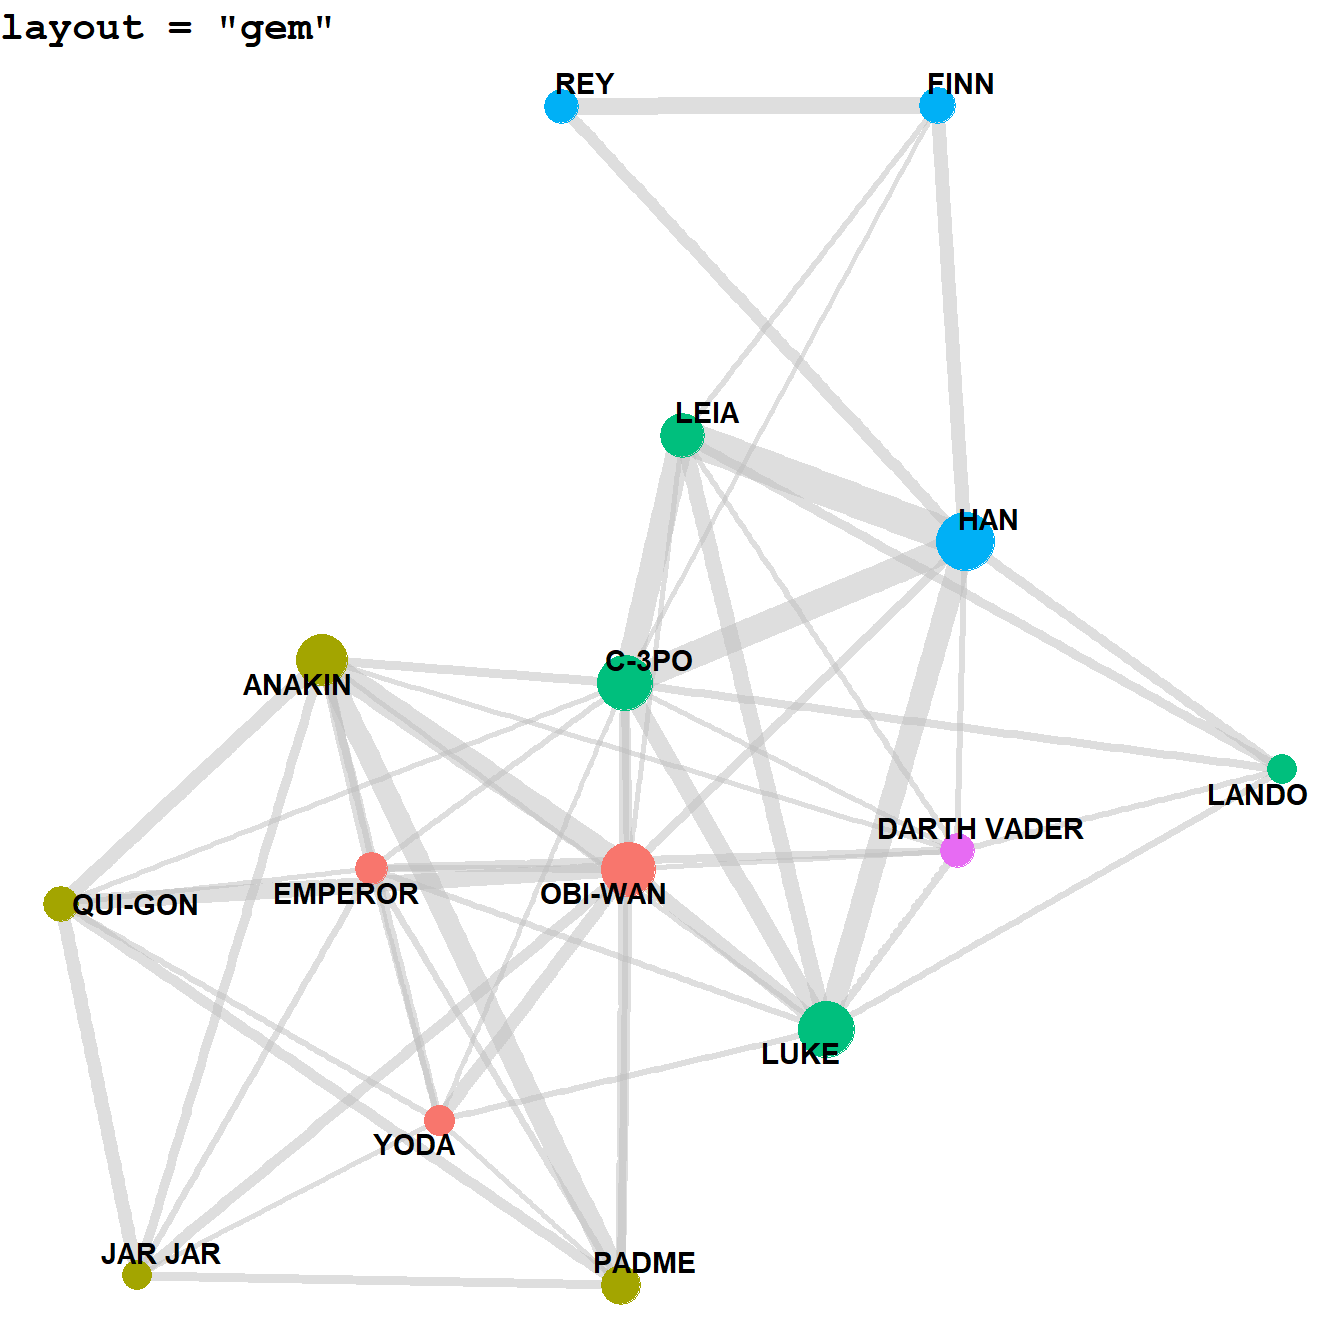 layout = "gem"
REY
FINN
LEIA
HAN
C-3PO
ANAKIN
LANDO
DARTH VADER
EMPEROR
OBI-WAN
QUI-GON
LUKE
YODA
JAR JAR
PADME